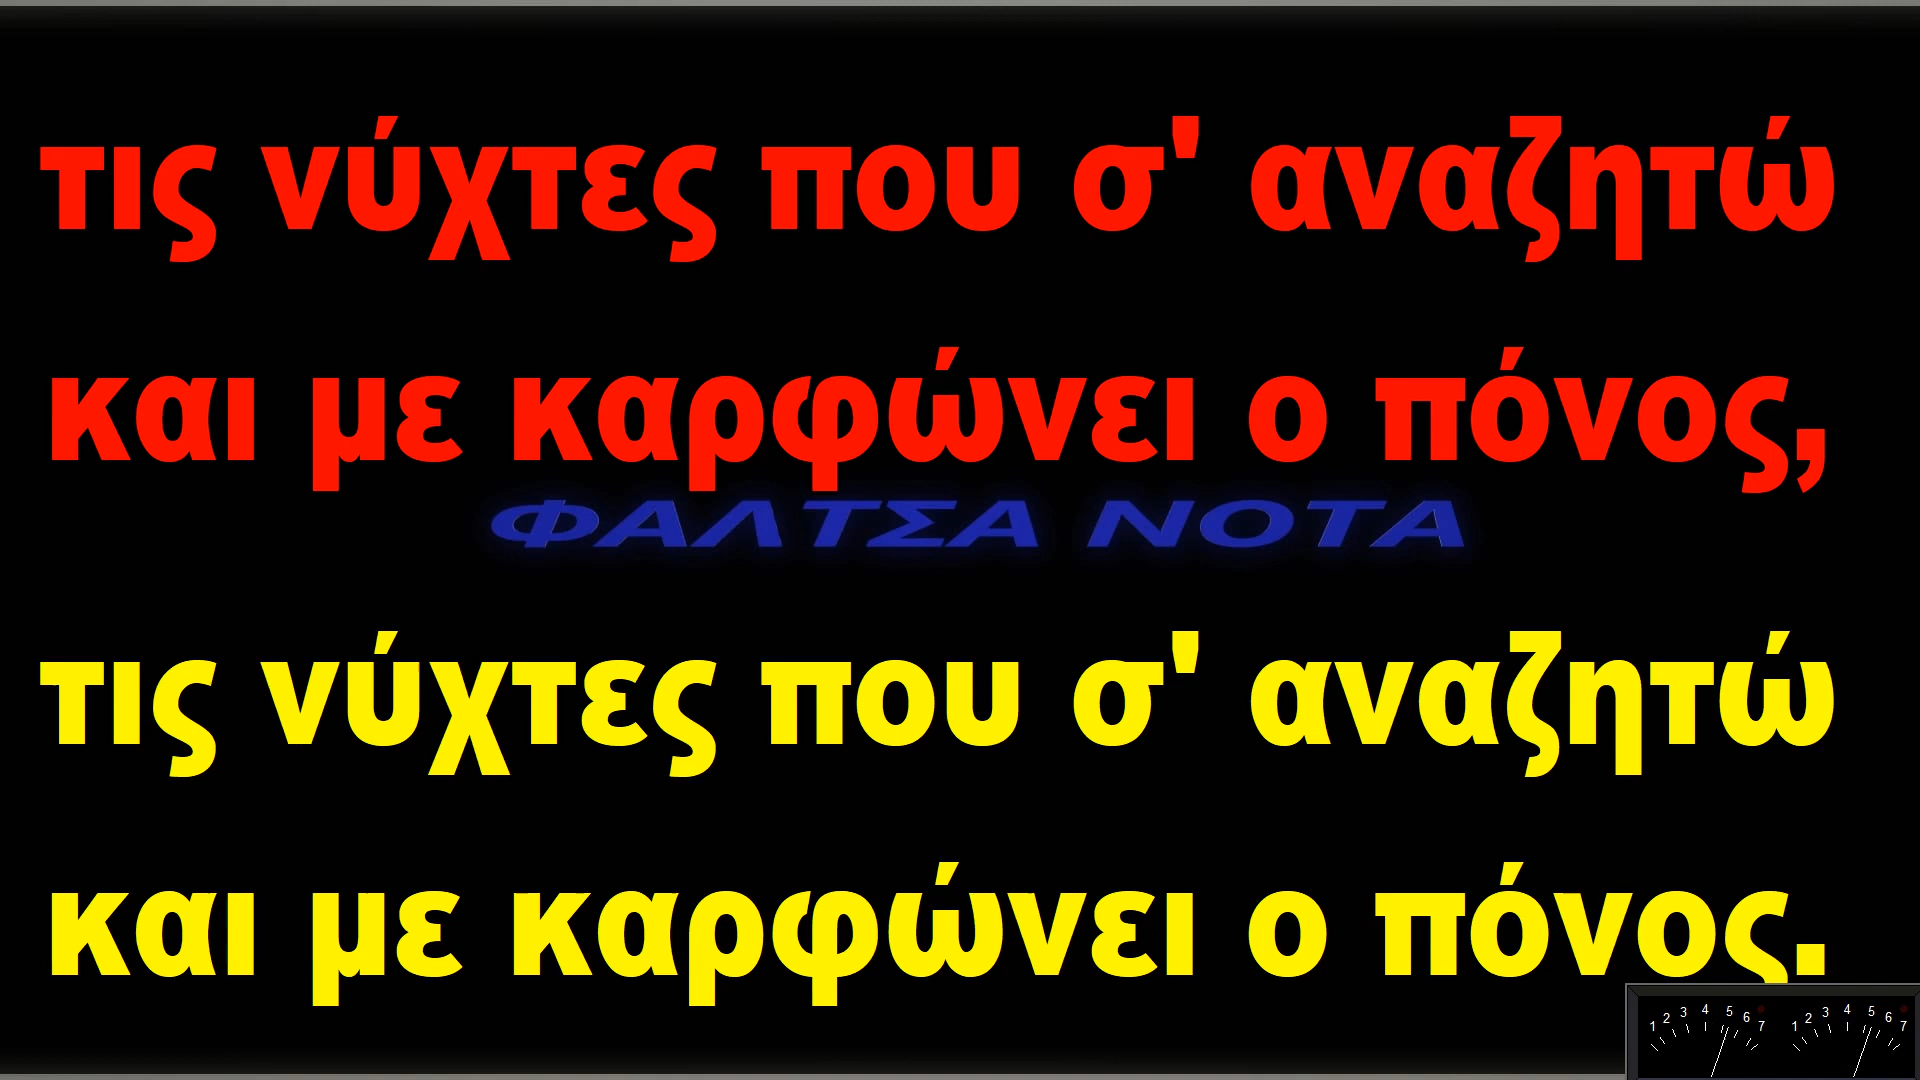 τις νύχτες που σ' αναζητώ
και με καρφώνει ο πόνος,
ΦΑΛΤΣΑ ΝΟΤΑ
τις νύχτες που σ' αναζητώ
και με καρφώνει ο πόνος.
1 2 3 4 5 6 7 1 2 3 4 5 6 7